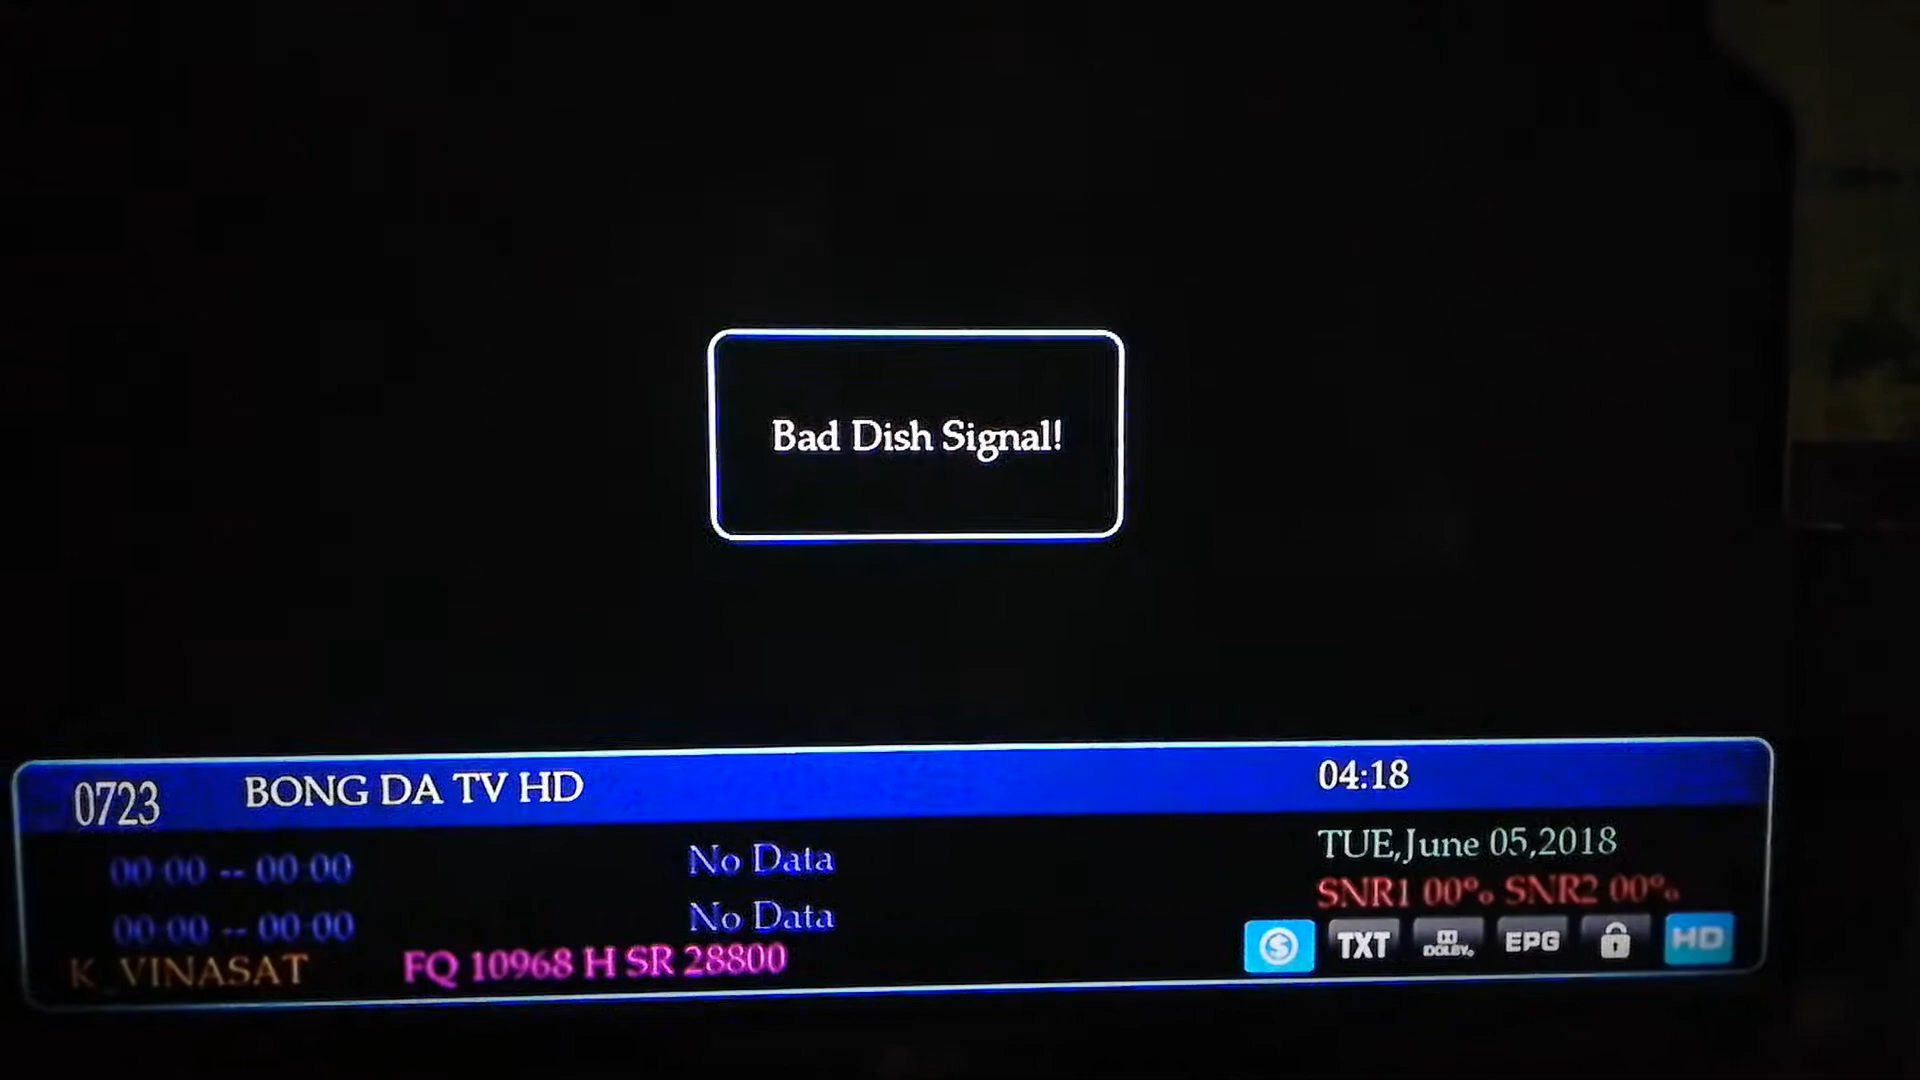 Bad Dish Signal!
0723 BONG DA TV HD 04:18
00:00 -- 00:00 No Data TUE,June 05,2018
SNR1 00% SNR2 00%
00:00 -- 00:00 No Data
K_VINASAT FQ 10968 H SR 28800
TXT DOLBY. EPG HD